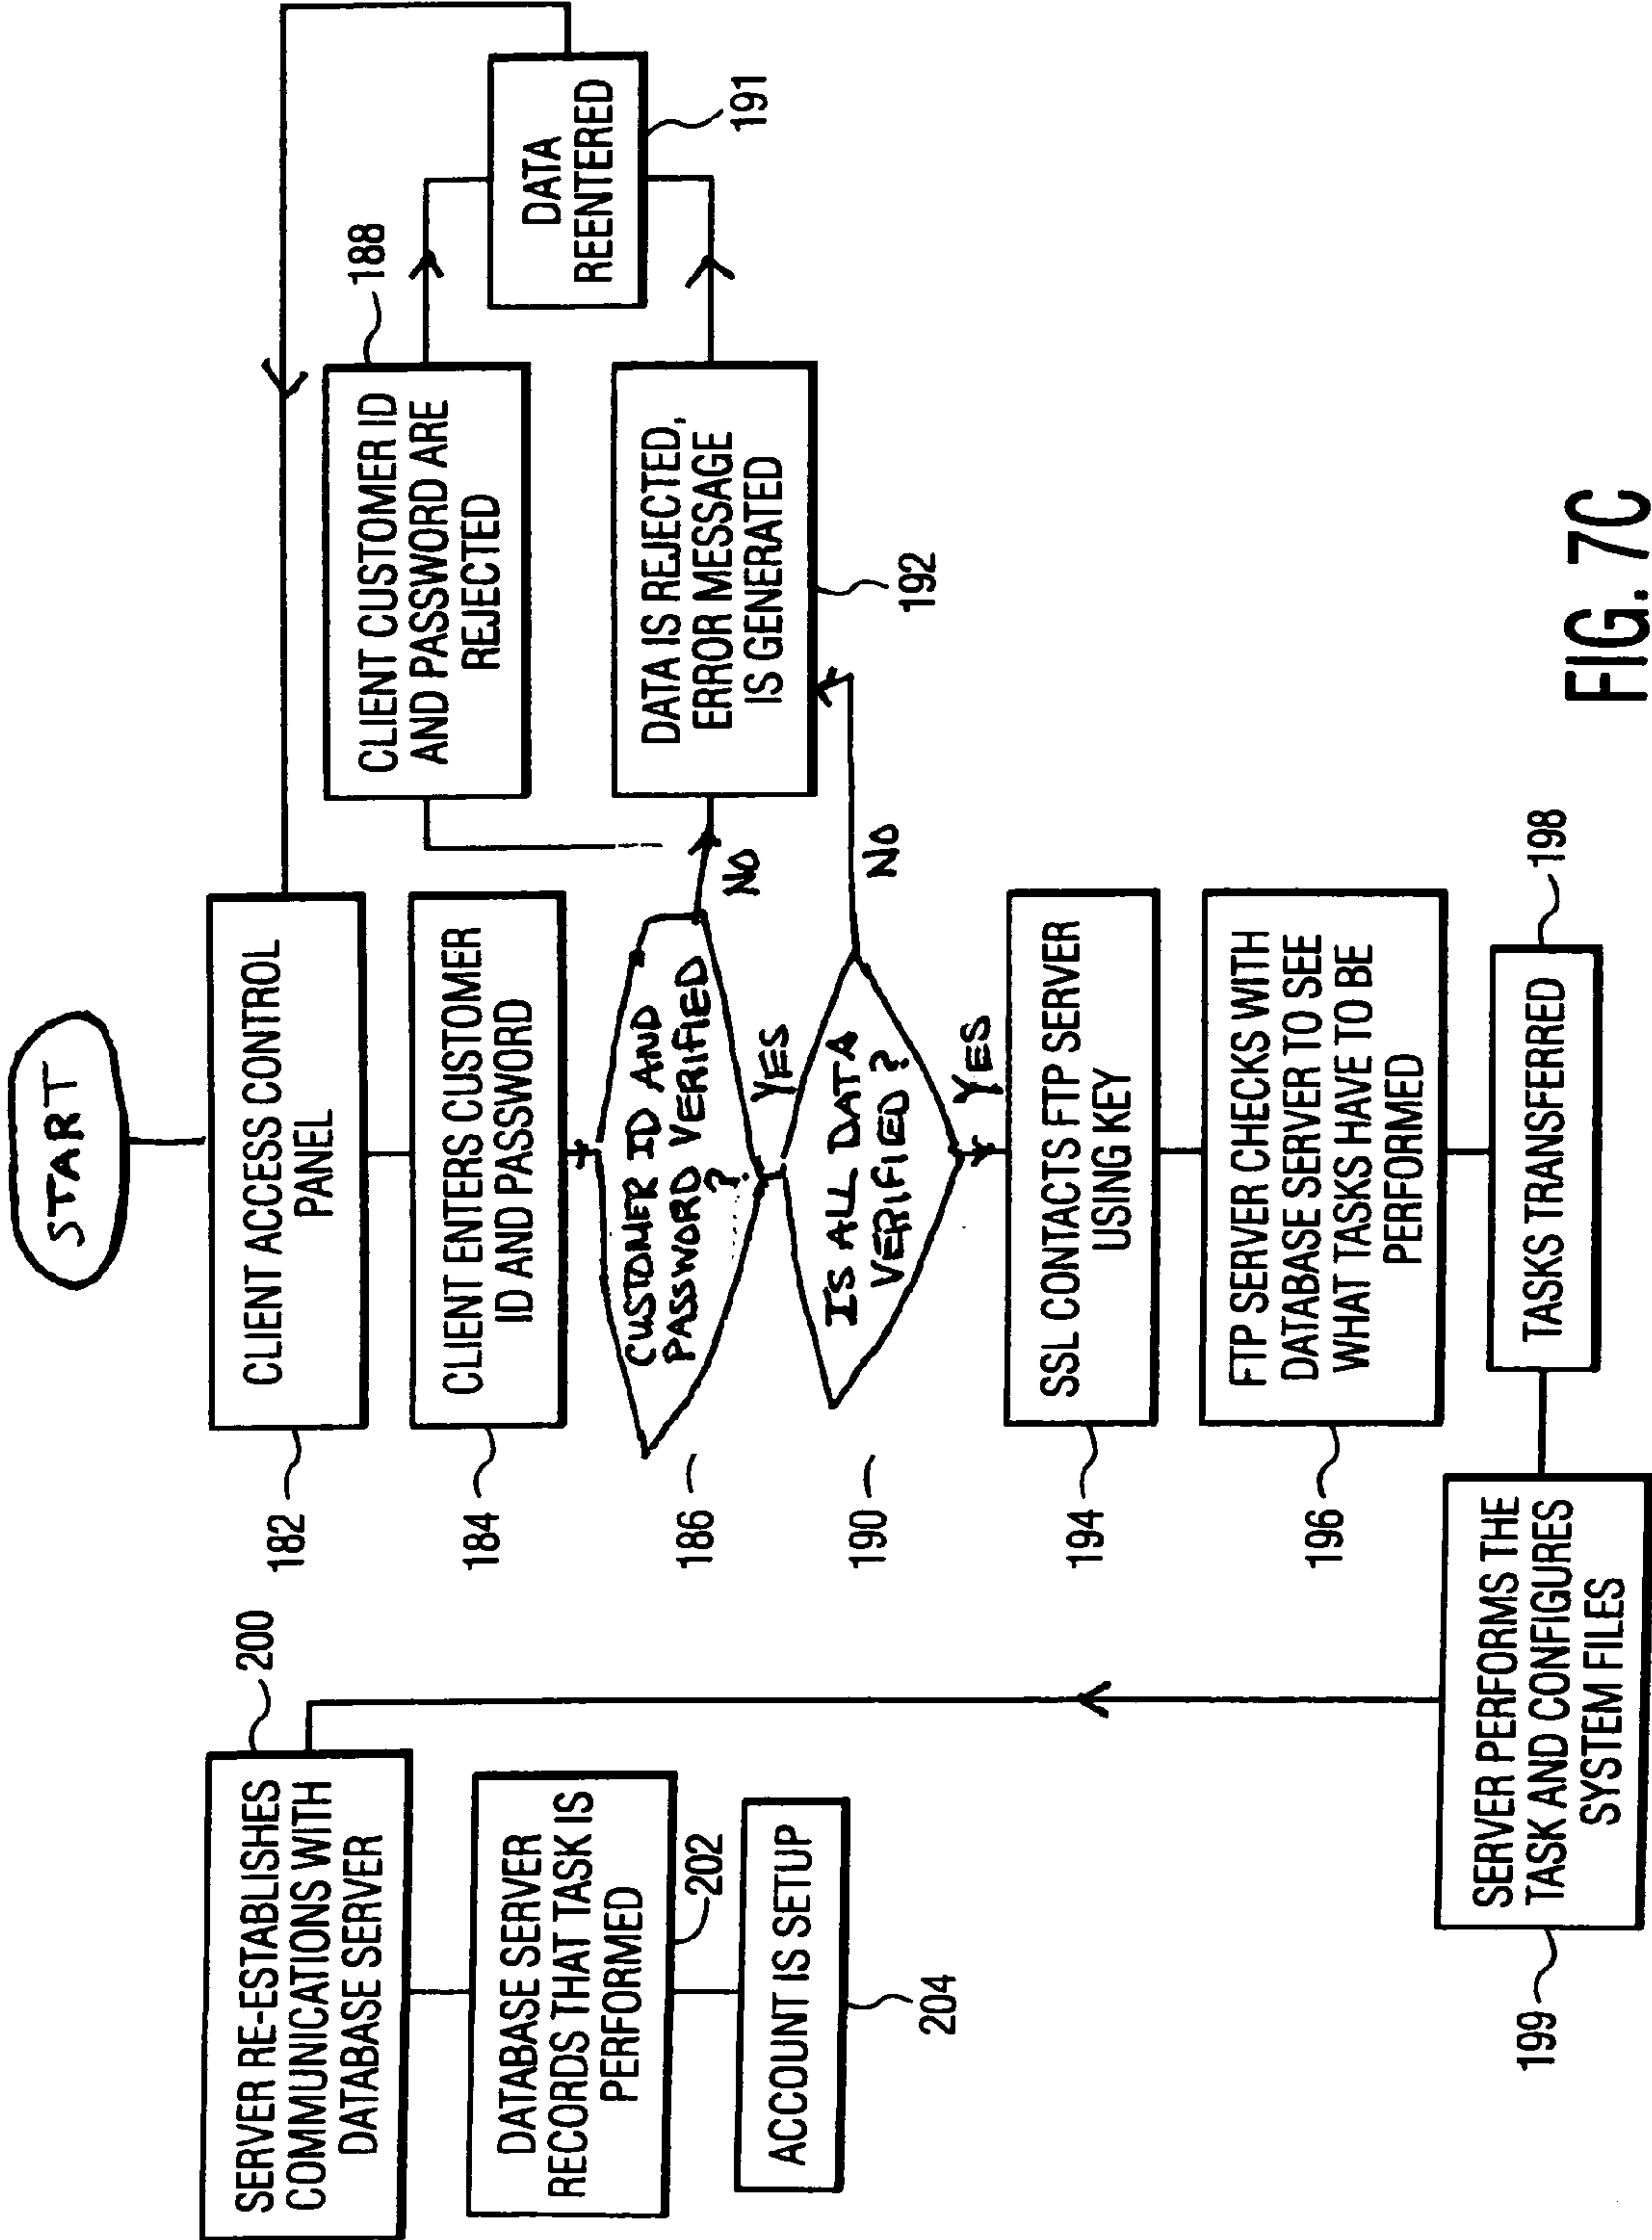 START
CLIENT ACCESS CONTROL
PANEL
182
CLIENT ENTERS CUSTOMER
ID AND PASSWORD
184
CUSTOMER ID AND
PASSWORD VERIFIED
?
186
NO
YES
CLIENT CUSTOMER ID
AND PASSWORD ARE
REJECTED
188
DATA
REENTERED
191
DATA IS REJECTED,
ERROR MESSAGE
IS GENERATED
192
IS ALL DATA
VERIFIED?
190
NO
YES
SSL CONTACTS FTP SERVER
USING KEY
194
FTP SERVER CHECKS WITH
DATABASE SERVER TO SEE
WHAT TASKS HAVE TO BE
PERFORMED
196
TASKS TRANSFERRED
198
SERVER PERFORMS THE
TASK AND CONFIGURES
SYSTEM FILES
199
SERVER RE-ESTABLISHES
COMMUNICATIONS WITH
DATABASE SERVER
200
DATABASE SERVER
RECORDS THAT TASK IS
PERFORMED
202
ACCOUNT IS SETUP
204
FIG. 7C